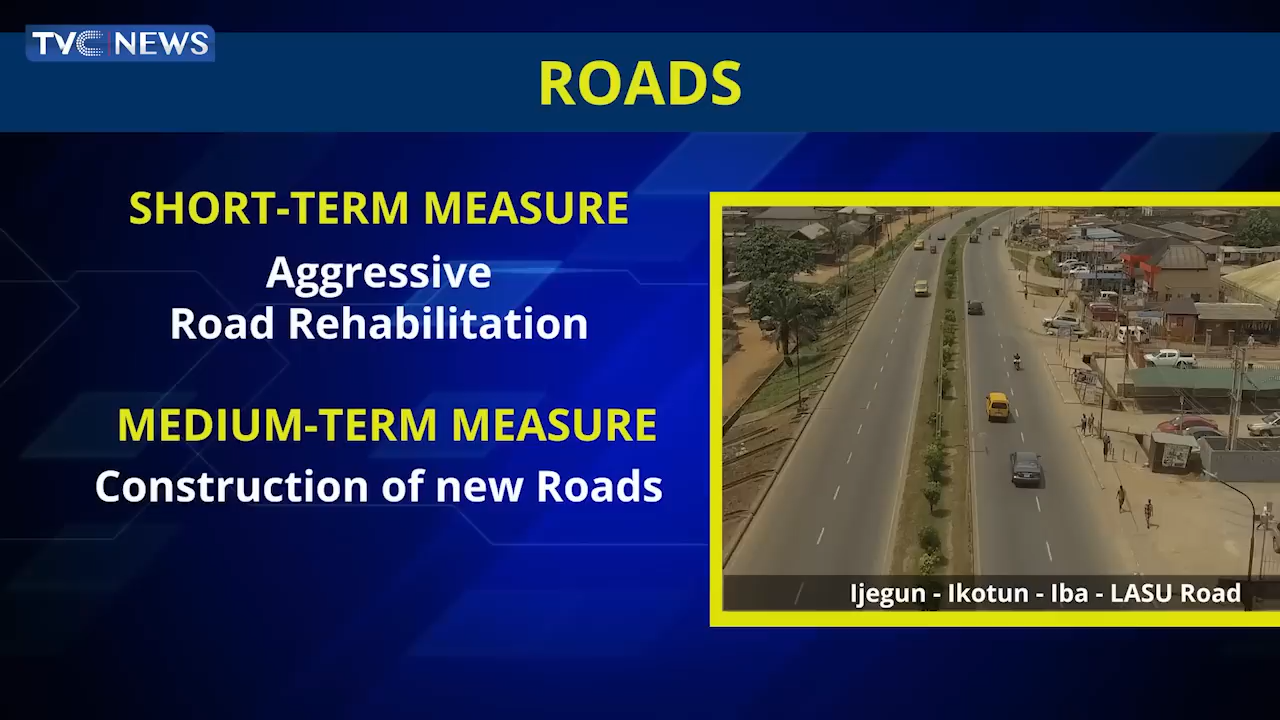 TVC NEWS
ROADS
SHORT-TERM MEASURE
Aggressive
Road Rehabilitation
MEDIUM-TERM MEASURE
Construction of new Roads
Ijegun - Ikotun - Iba - LASU Road